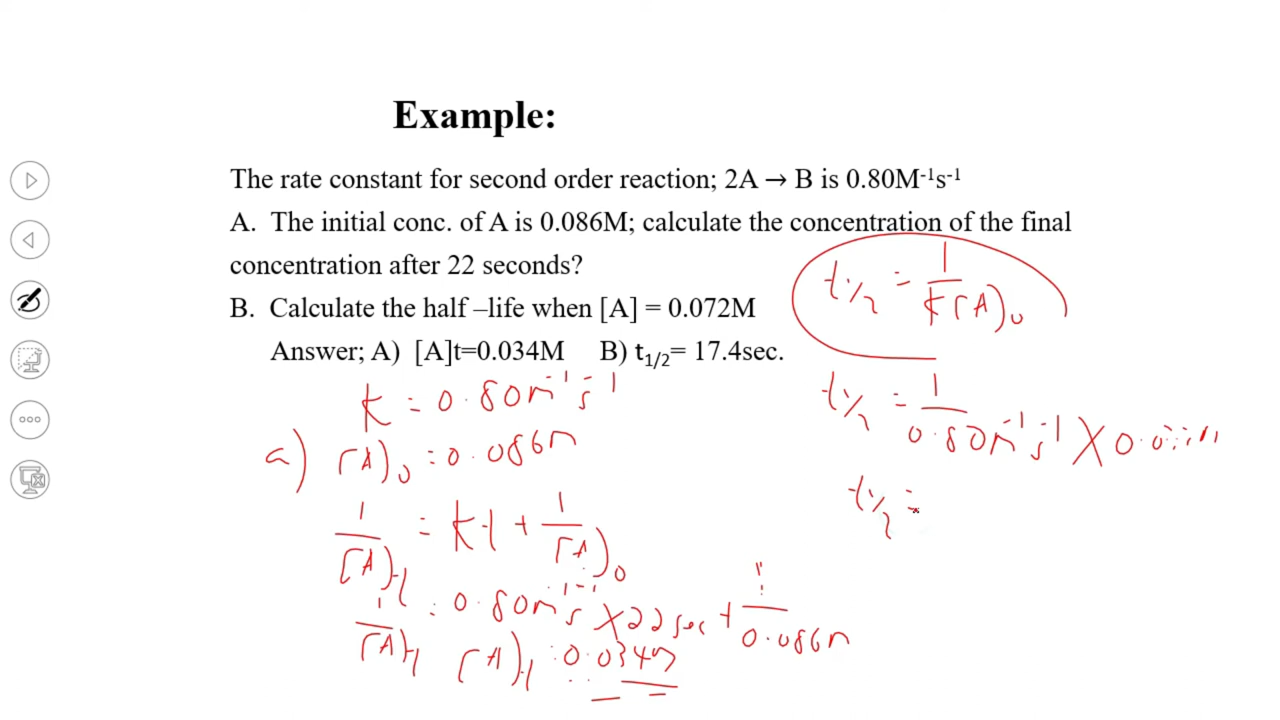 Example:
The rate constant for second order reaction; 2A → B is 0.80M⁻¹s⁻¹
A. The initial conc. of A is 0.086M; calculate the concentration of the final
concentration after 22 seconds?
B. Calculate the half –life when [A] = 0.072M
Answer; A) [A]t=0.034M B) t₁/₂= 17.4sec.
t½ = 1/K[A]₀
K = 0.80m⁻¹s⁻¹
t½ = 1/0.80m⁻¹s⁻¹ X
a) [A]₀ = 0.086m
t½ =
1/[A]t = Kt + 1/[A]₀
1/[A]t = 0.80m⁻¹s⁻¹ X 22 sec + 1/0.086m
[A]t = 0.034m